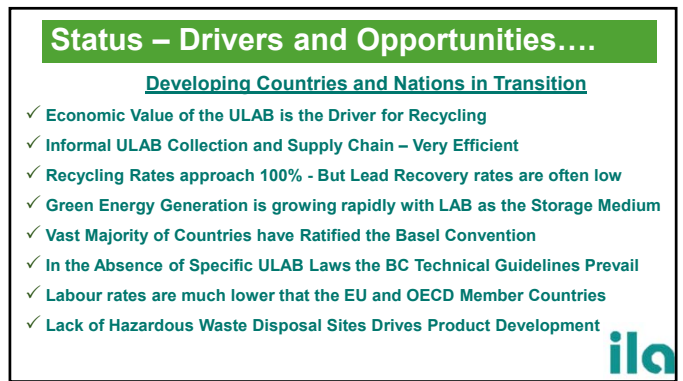 Status – Drivers and Opportunities….
Developing Countries and Nations in Transition
✓ Economic Value of the ULAB is the Driver for Recycling
✓ Informal ULAB Collection and Supply Chain – Very Efficient
✓ Recycling Rates approach 100% - But Lead Recovery rates are often low
✓ Green Energy Generation is growing rapidly with LAB as the Storage Medium
✓ Vast Majority of Countries have Ratified the Basel Convention
✓ In the Absence of Specific ULAB Laws the BC Technical Guidelines Prevail
✓ Labour rates are much lower that the EU and OECD Member Countries
✓ Lack of Hazardous Waste Disposal Sites Drives Product Development
ila